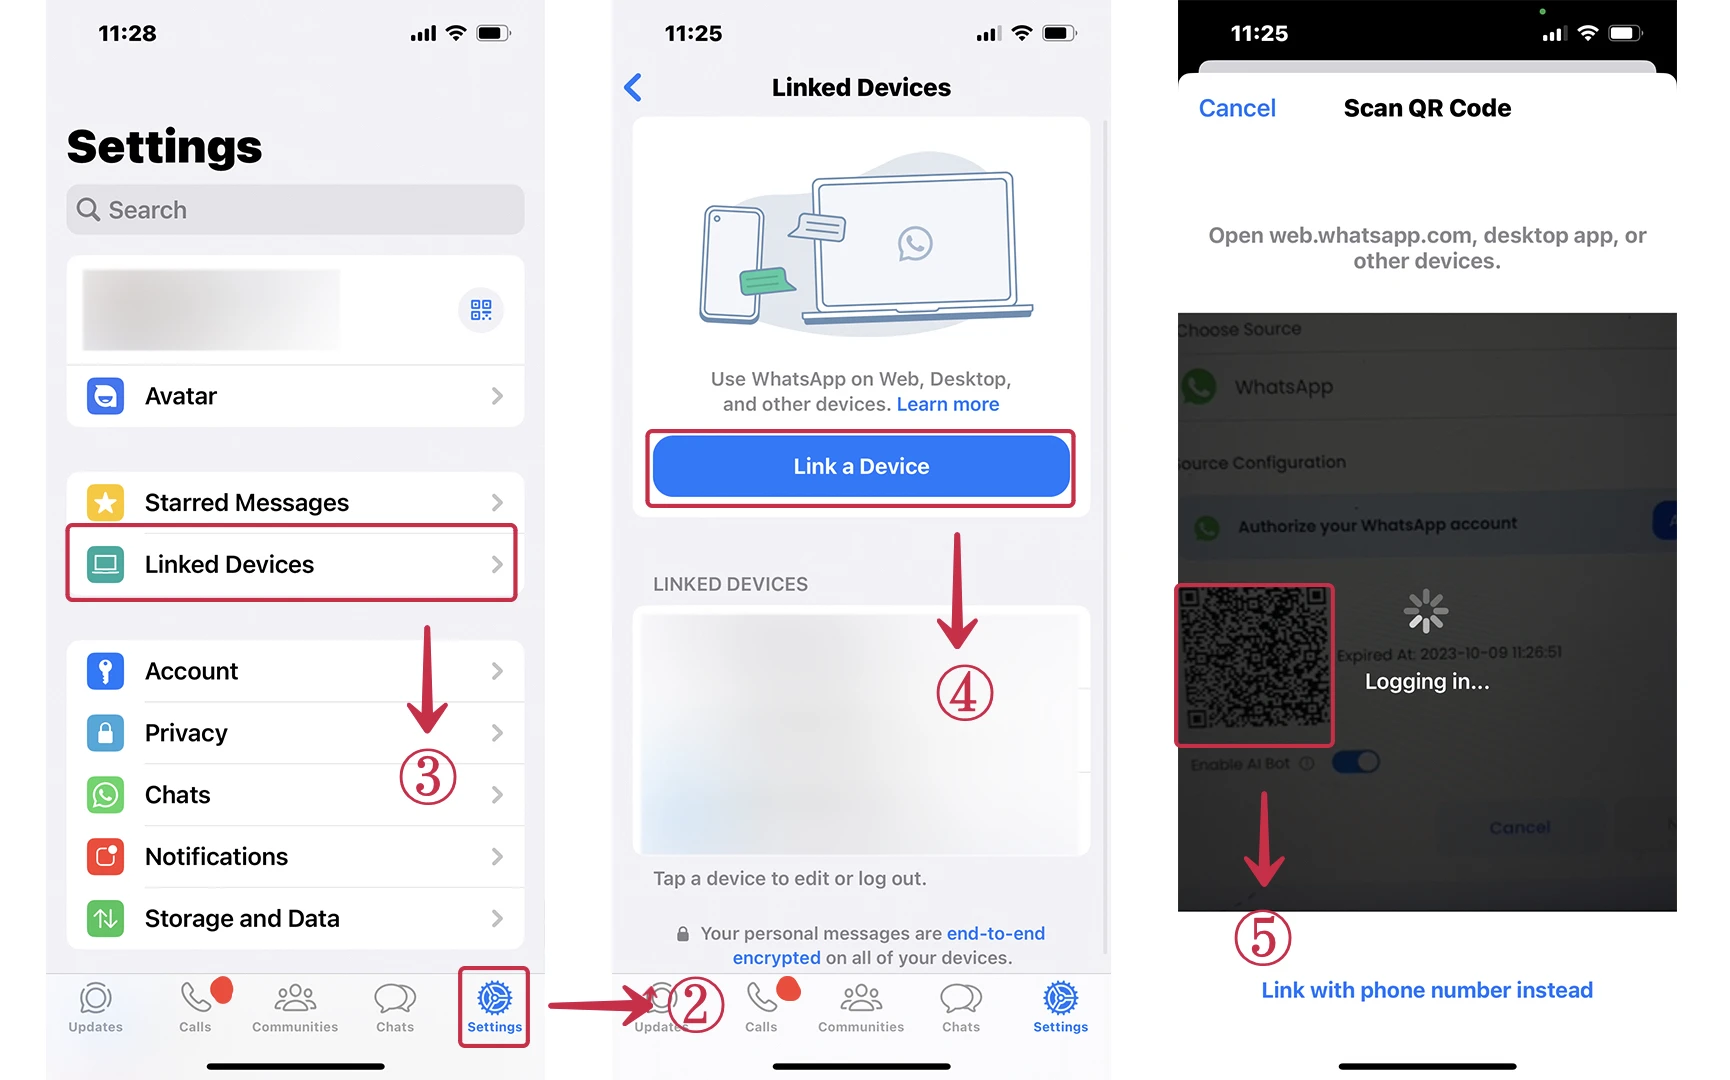 11:28
Settings
Search
Avatar
Starred Messages
Linked Devices
Account
③
Privacy
Chats
Notifications
Storage and Data
Updates
Calls
Communities
Chats
Settings
11:25
Linked Devices
Use WhatsApp on Web, Desktop,
and other devices. Learn more
Link a Device
LINKED DEVICES
④
Tap a device to edit or log out.
Your personal messages are end-to-end
encrypted on all of your devices.
②
Updates
Calls
Communities
Chats
Settings
11:25
Cancel
Scan QR Code
Open web.whatsapp.com, desktop app, or
other devices.
Choose Source
WhatsApp
ource Configuration
Authorize your WhatsApp account
Expired At: 2023-10-09 11:26:51
Logging in...
Enable AI Bot
Cancel
⑤
Link with phone number instead